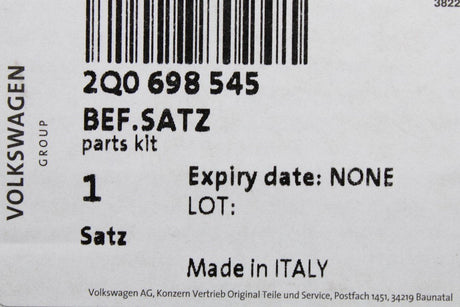 3822
2Q0 698 545
BEF.SATZ
parts kit
1
Expiry date: NONE
LOT:
Satz
Made in ITALY
VOLKSWAGEN
GROUP
Volkswagen AG, Konzern Vertrieb Original Teile und Service, Postfach 1451, 34219 Baunatal